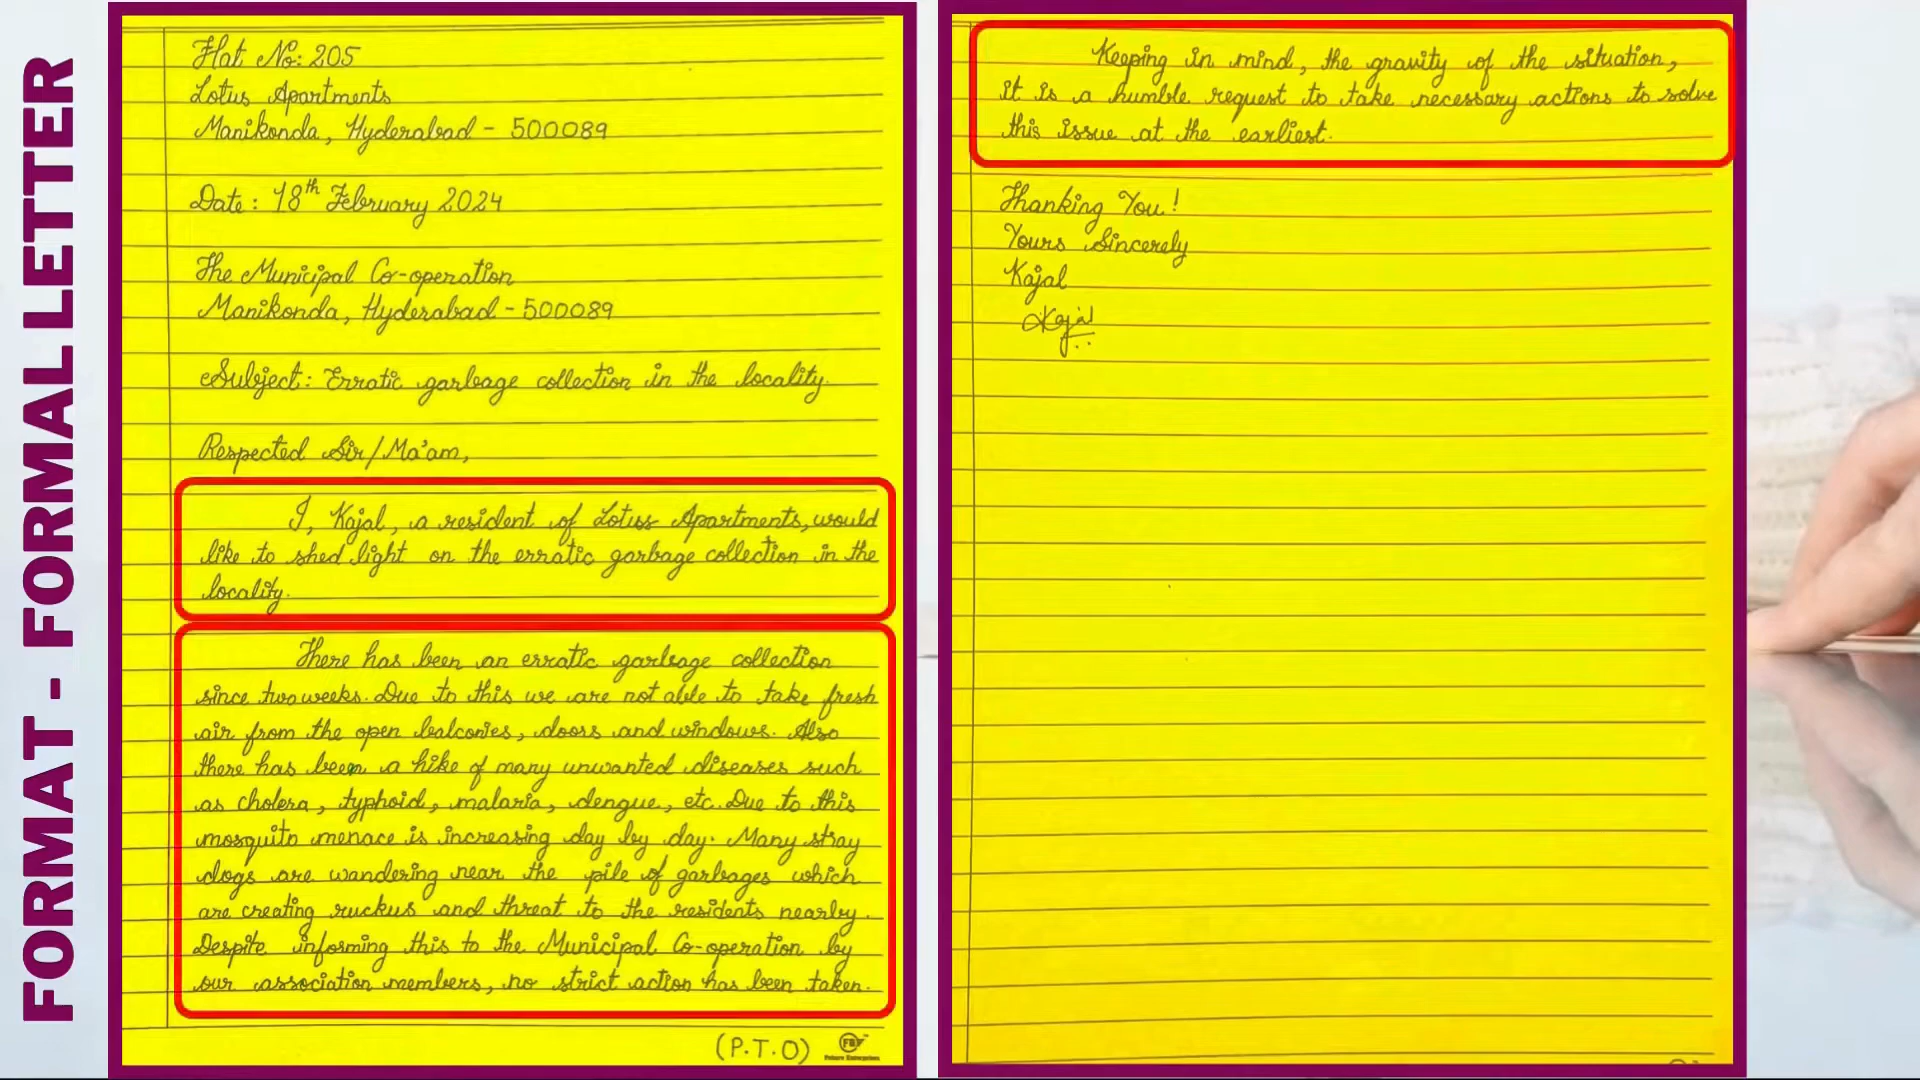 FORMAT - FORMAL LETTER
Flat No: 205
Lotus Apartments
Manikonda, Hyderabad - 500089
Date: 18th February 2024
The Municipal Co-operation
Manikonda, Hyderabad - 500089
Subject: Erratic garbage collection in the locality.
Respected Sir/Ma'am,
I, Kajal, a resident of Lotus Apartments, would
like to shed light on the erratic garbage collection in the
locality.
There has been an erratic garbage collection
since two weeks. Due to this we are not able to take fresh
air from the open balconies, doors and windows. Also
there has been a hike of many unwanted diseases such
as cholera, typhoid, malaria, dengue, etc. Due to this
mosquito menace is increasing day by day. Many stray
dogs are wandering near the pile of garbages which
are creating ruckus and threat to the residents nearby.
Despite informing this to the Municipal Co-operation by
our association members, no strict action has been taken.
(P.T.O)
Keeping in mind, the gravity of the situation,
it is a humble request to take necessary actions to solve
this issue at the earliest.
Thanking You!
Yours Sincerely
Kajal
Kajal